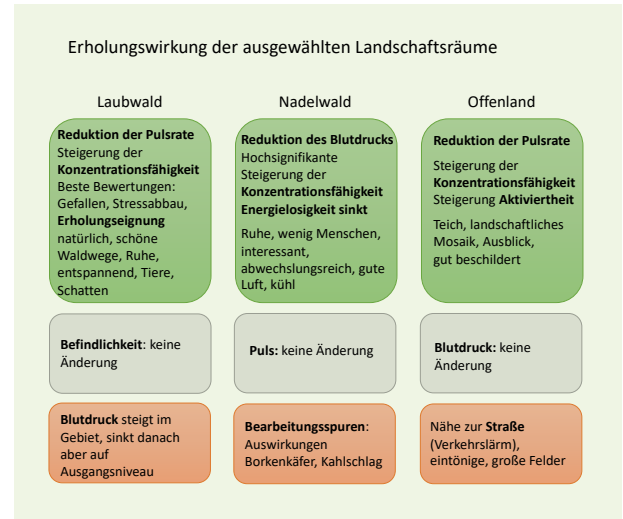 Erholungswirkung der ausgewählten Landschaftsräume
Laubwald
Reduktion der Pulsrate
Steigerung der
Konzentrationsfähigkeit
Beste Bewertungen:
Gefallen, Stressabbau,
Erholungseignung
natürlich, schöne
Waldwege, Ruhe,
entspannend, Tiere,
Schatten
Befindlichkeit: keine
Änderung
Blutdruck steigt im
Gebiet, sinkt danach
aber auf
Ausgangsniveau
Nadelwald
Reduktion des Blutdrucks
Hochsignifikante
Steigerung der
Konzentrationsfähigkeit
Energielosigkeit sinkt
Ruhe, wenig Menschen,
interessant,
abwechslungsreich, gute
Luft, kühl
Puls: keine Änderung
Bearbeitungsspuren:
Auswirkungen
Borkenkäfer, Kahlschlag
Offenland
Reduktion der Pulsrate
Steigerung der
Konzentrationsfähigkeit
Steigerung Aktiviertheit
Teich, landschaftliches
Mosaik, Ausblick,
gut beschildert
Blutdruck: keine
Änderung
Nähe zur Straße
(Verkehrslärm),
eintönige, große Felder